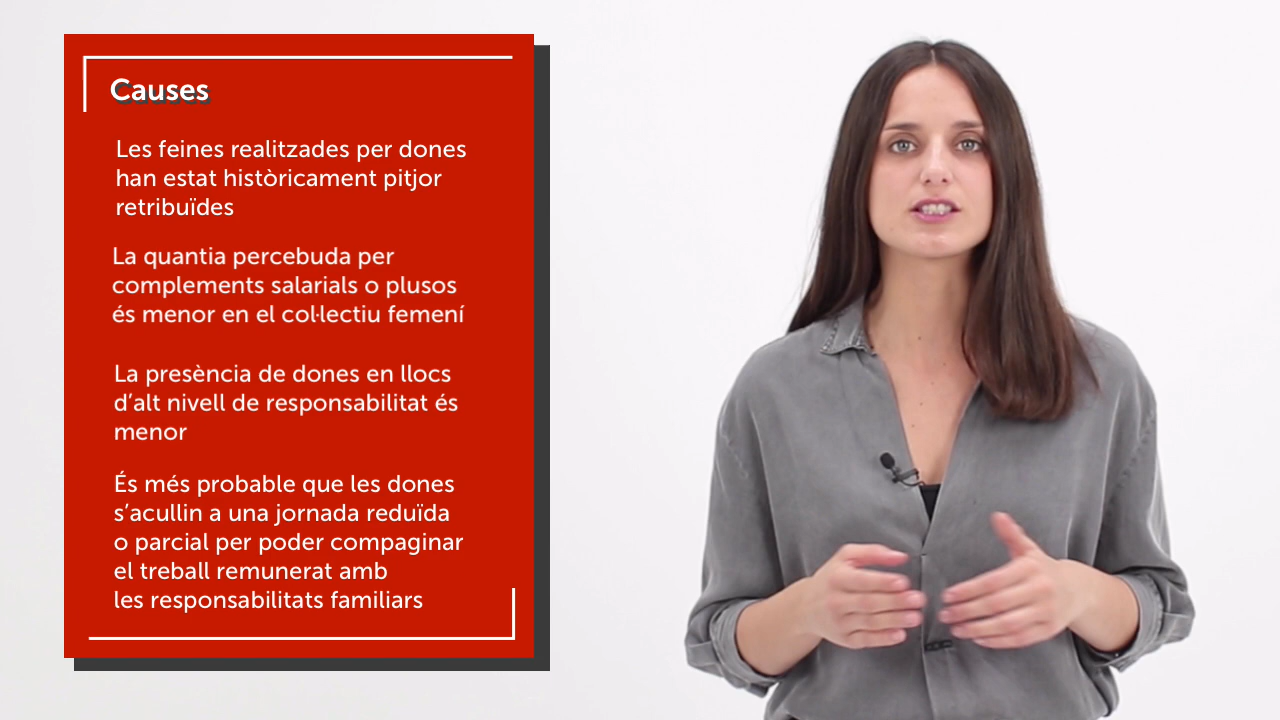 Causes
Les feines realitzades per dones
han estat històricament pitjor
retribuïdes
La quantia percebuda per
complements salarials o plusos
és menor en el col·lectiu femení
La presència de dones en llocs
d’alt nivell de responsabilitat és
menor
És més probable que les dones
s’acullin a una jornada reduïda
o parcial per poder compaginar
el treball remunerat amb
les responsabilitats familiars